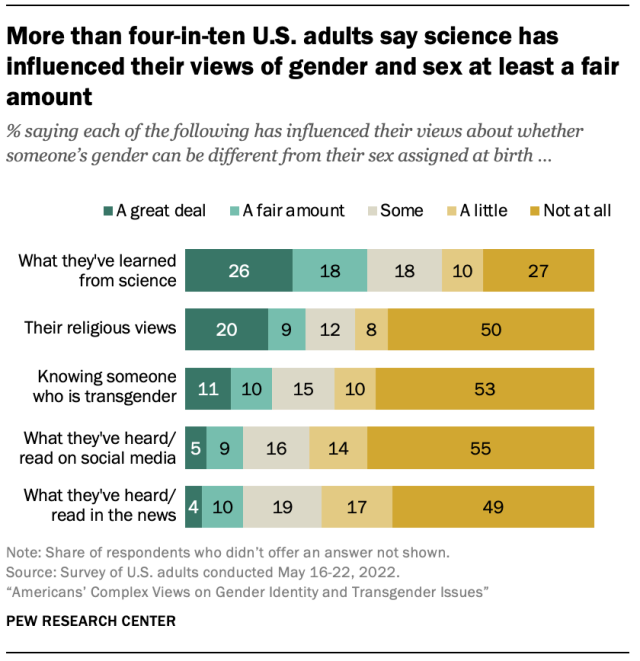 More than four-in-ten U.S. adults say science has
influenced their views of gender and sex at least a fair
amount
% saying each of the following has influenced their views about whether
someone's gender can be different from their sex assigned at birth ...
A great deal A fair amount Some A little Not at all
What they've learned
from science
26 18 18 10 27
Their religious views
20 9 12 8 50
Knowing someone
who is transgender
11 10 15 10 53
What they've heard/
read on social media
5 9 16 14 55
What they've heard/
read in the news
4 10 19 17 49
Note: Share of respondents who didn't offer an answer not shown.
Source: Survey of U.S. adults conducted May 16-22, 2022.
"Americans' Complex Views on Gender Identity and Transgender Issues"
PEW RESEARCH CENTER